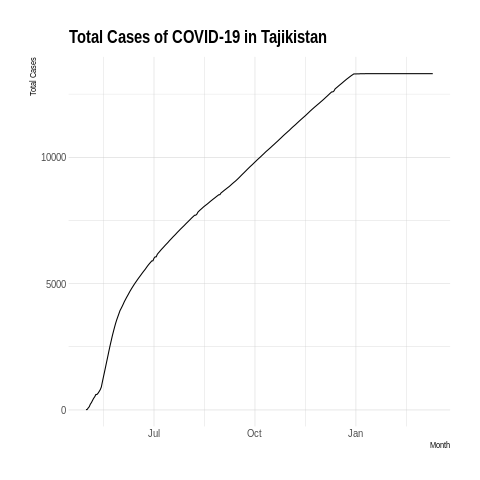 Total Cases of COVID-19 in Tajikistan
Total Cases
10000
5000
0
Jul
Oct
Jan
Month